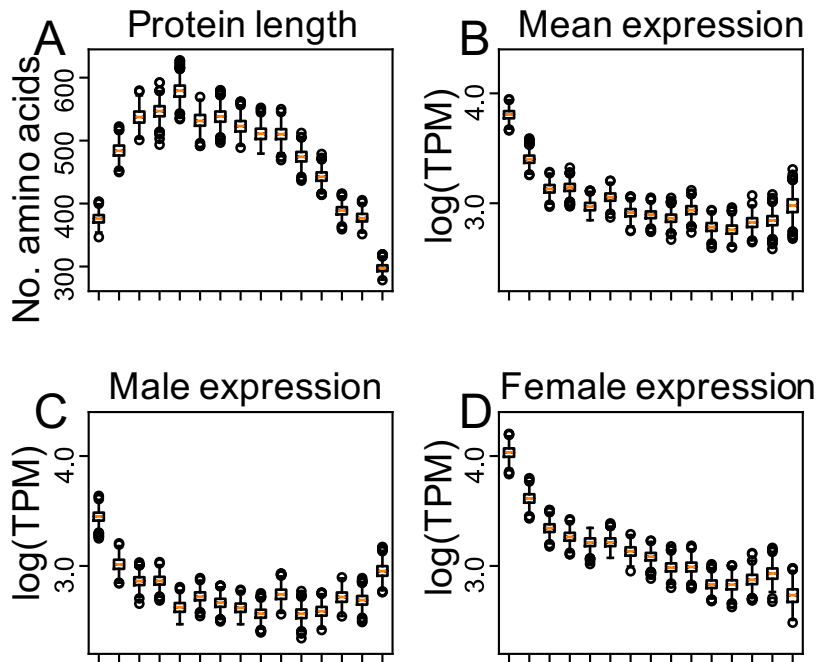 A
Protein length
No. amino acids
600
500
400
300
B
Mean expression
log(TPM)
4.0
3.0
C
Male expression
log(TPM)
4.0
3.0
D
Female expression
log(TPM)
4.0
3.0